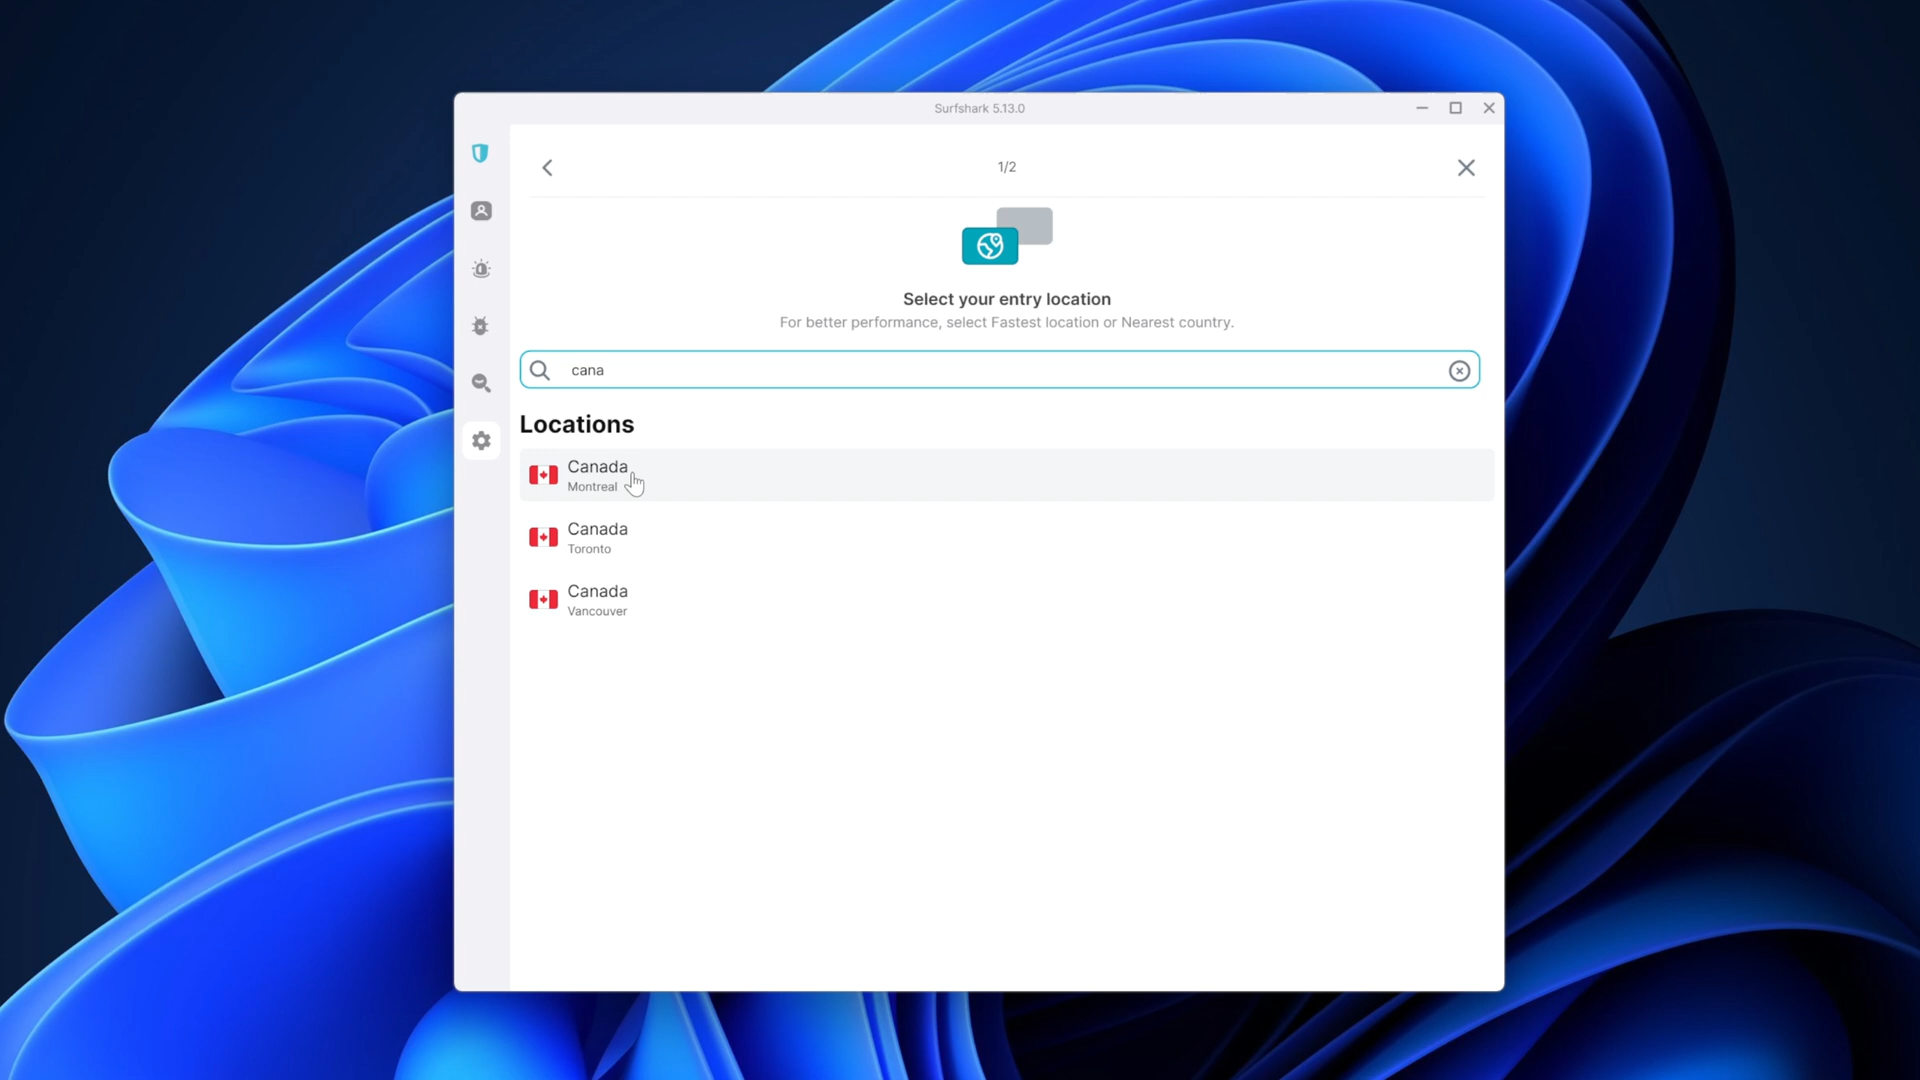 Surfshark 5.13.0
1/2
Select your entry location
For better performance, select Fastest location or Nearest country.
cana
Locations
Canada
Montreal
Canada
Toronto
Canada
Vancouver